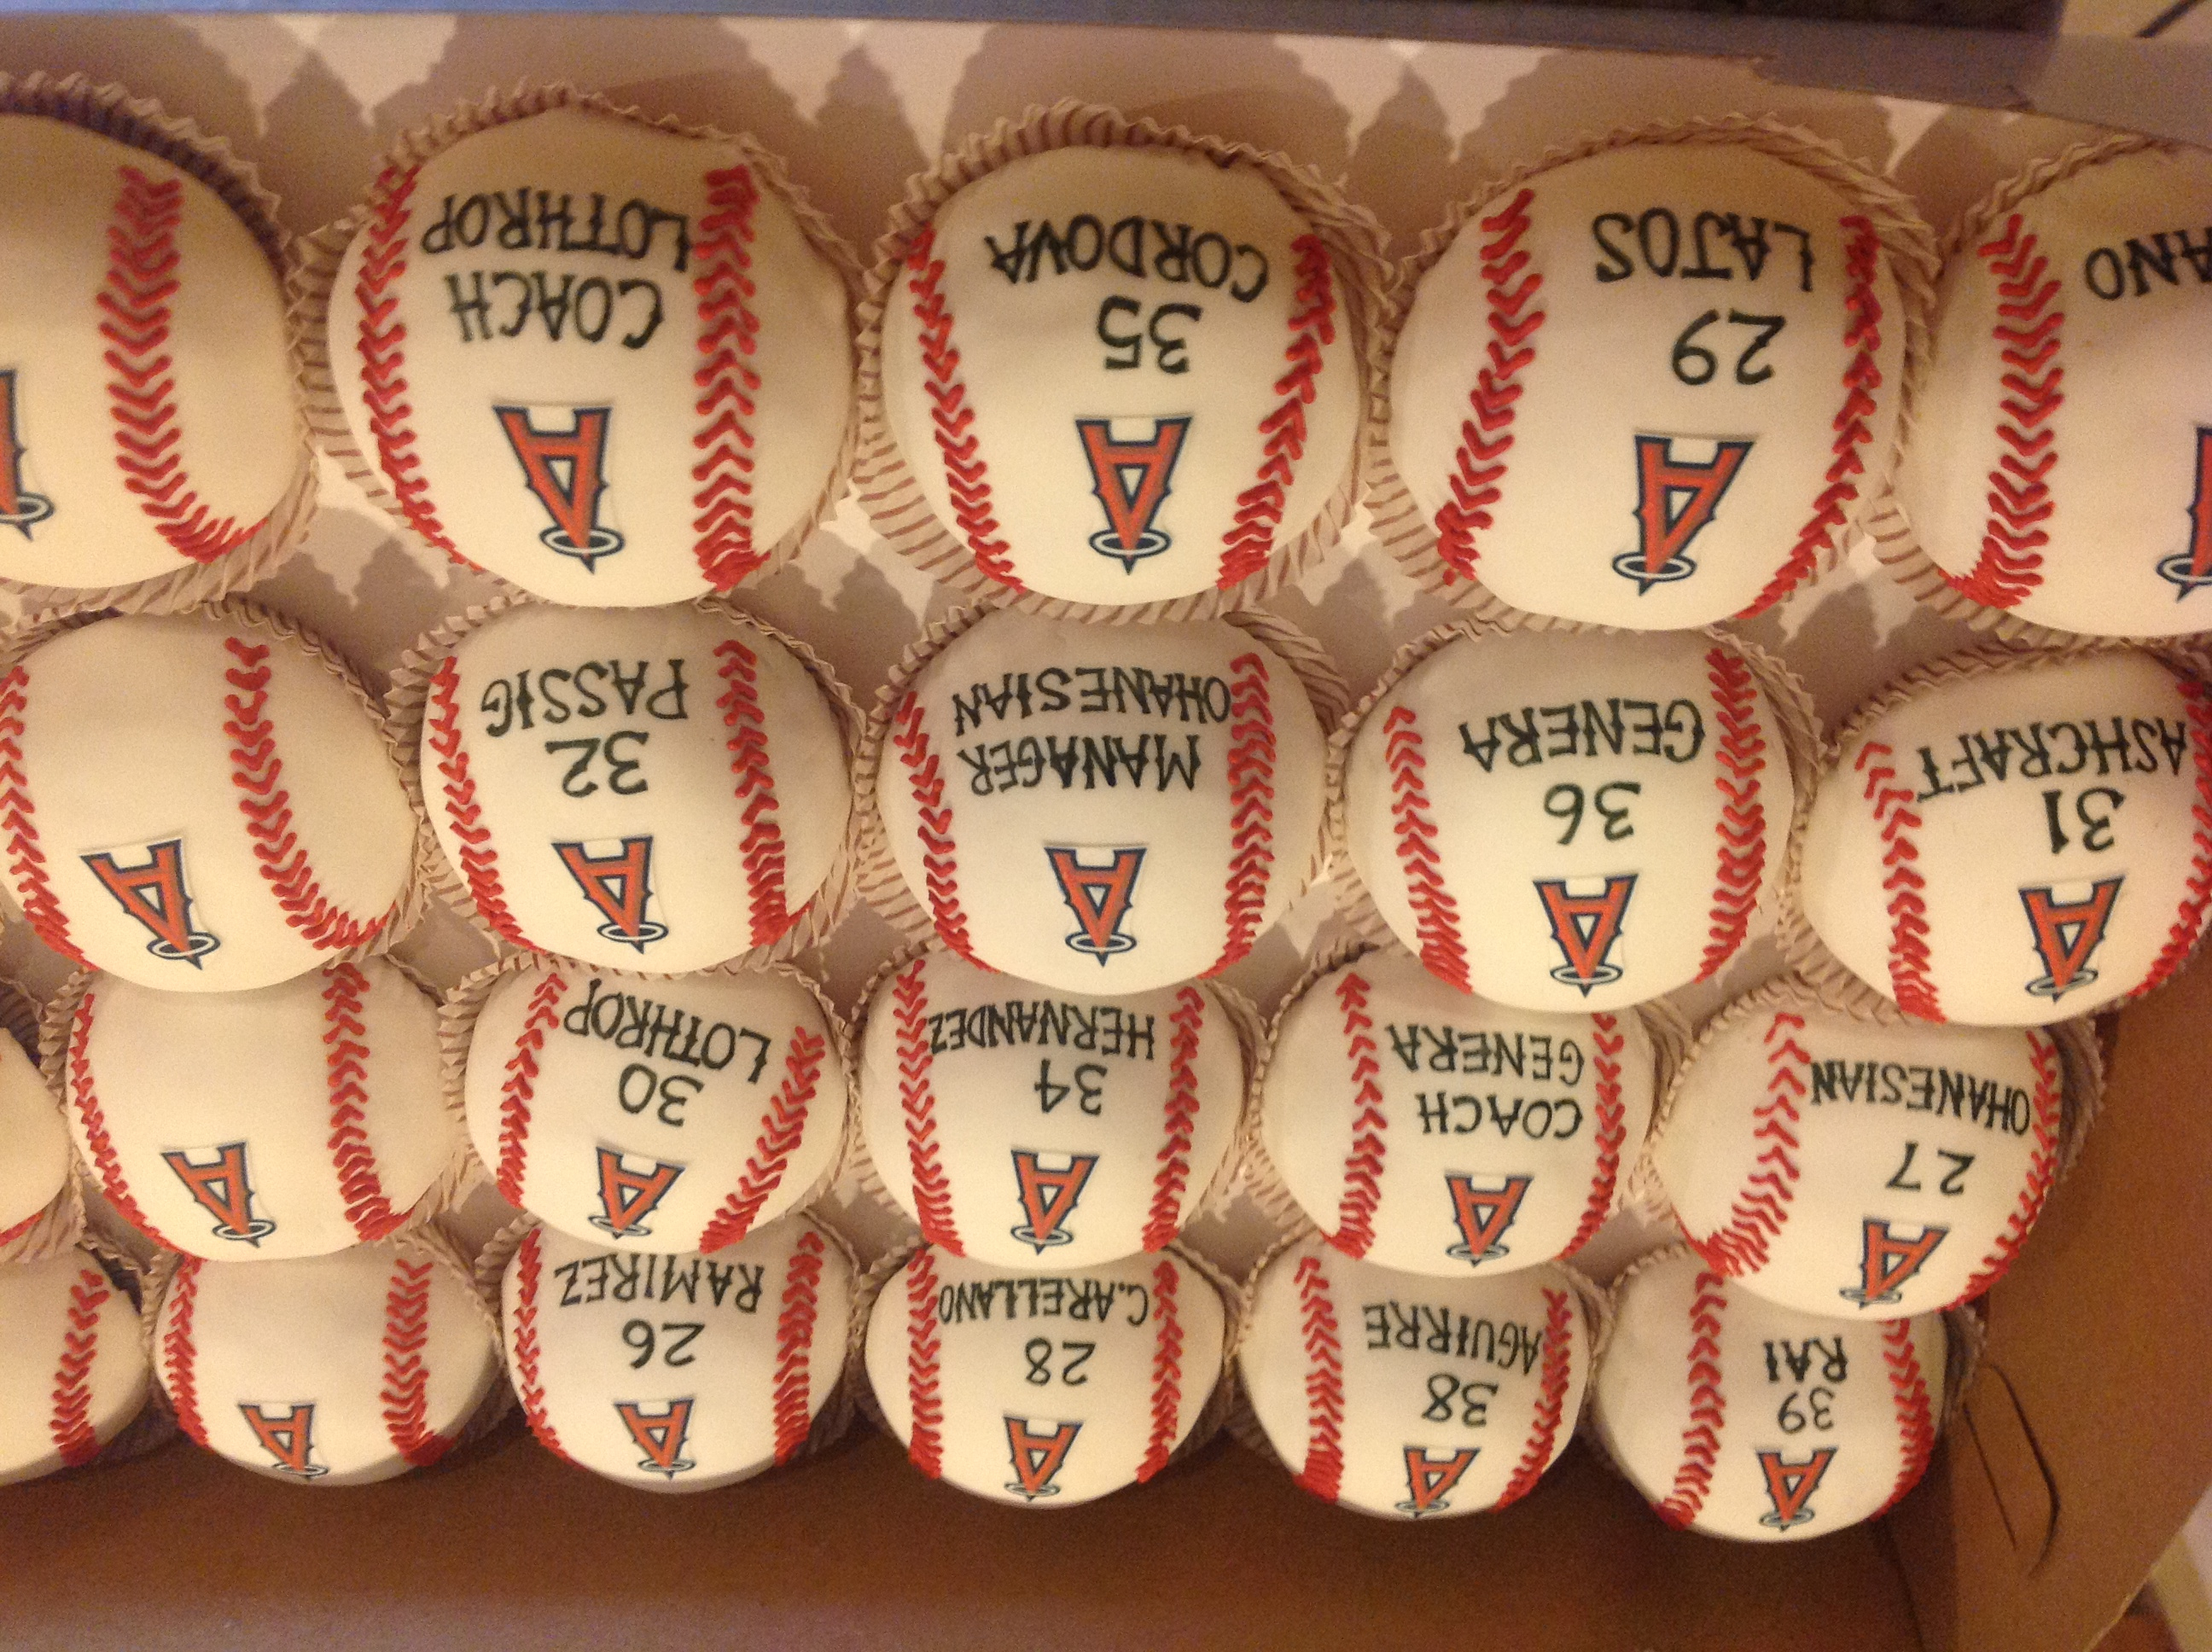 39
RAI
38
AGUIRRE
28
C.ARELLANO
26
RAMIREZ
27
OHANESIAN
COACH
GENERA
34
HERNANDEZ
30
LOTHROP
31
ASHCRAFT
36
GENERA
MANAGER
OHANESIAN
32
PASSIG
29
LAJOS
35
CORDOVA
COACH
LOTHROP